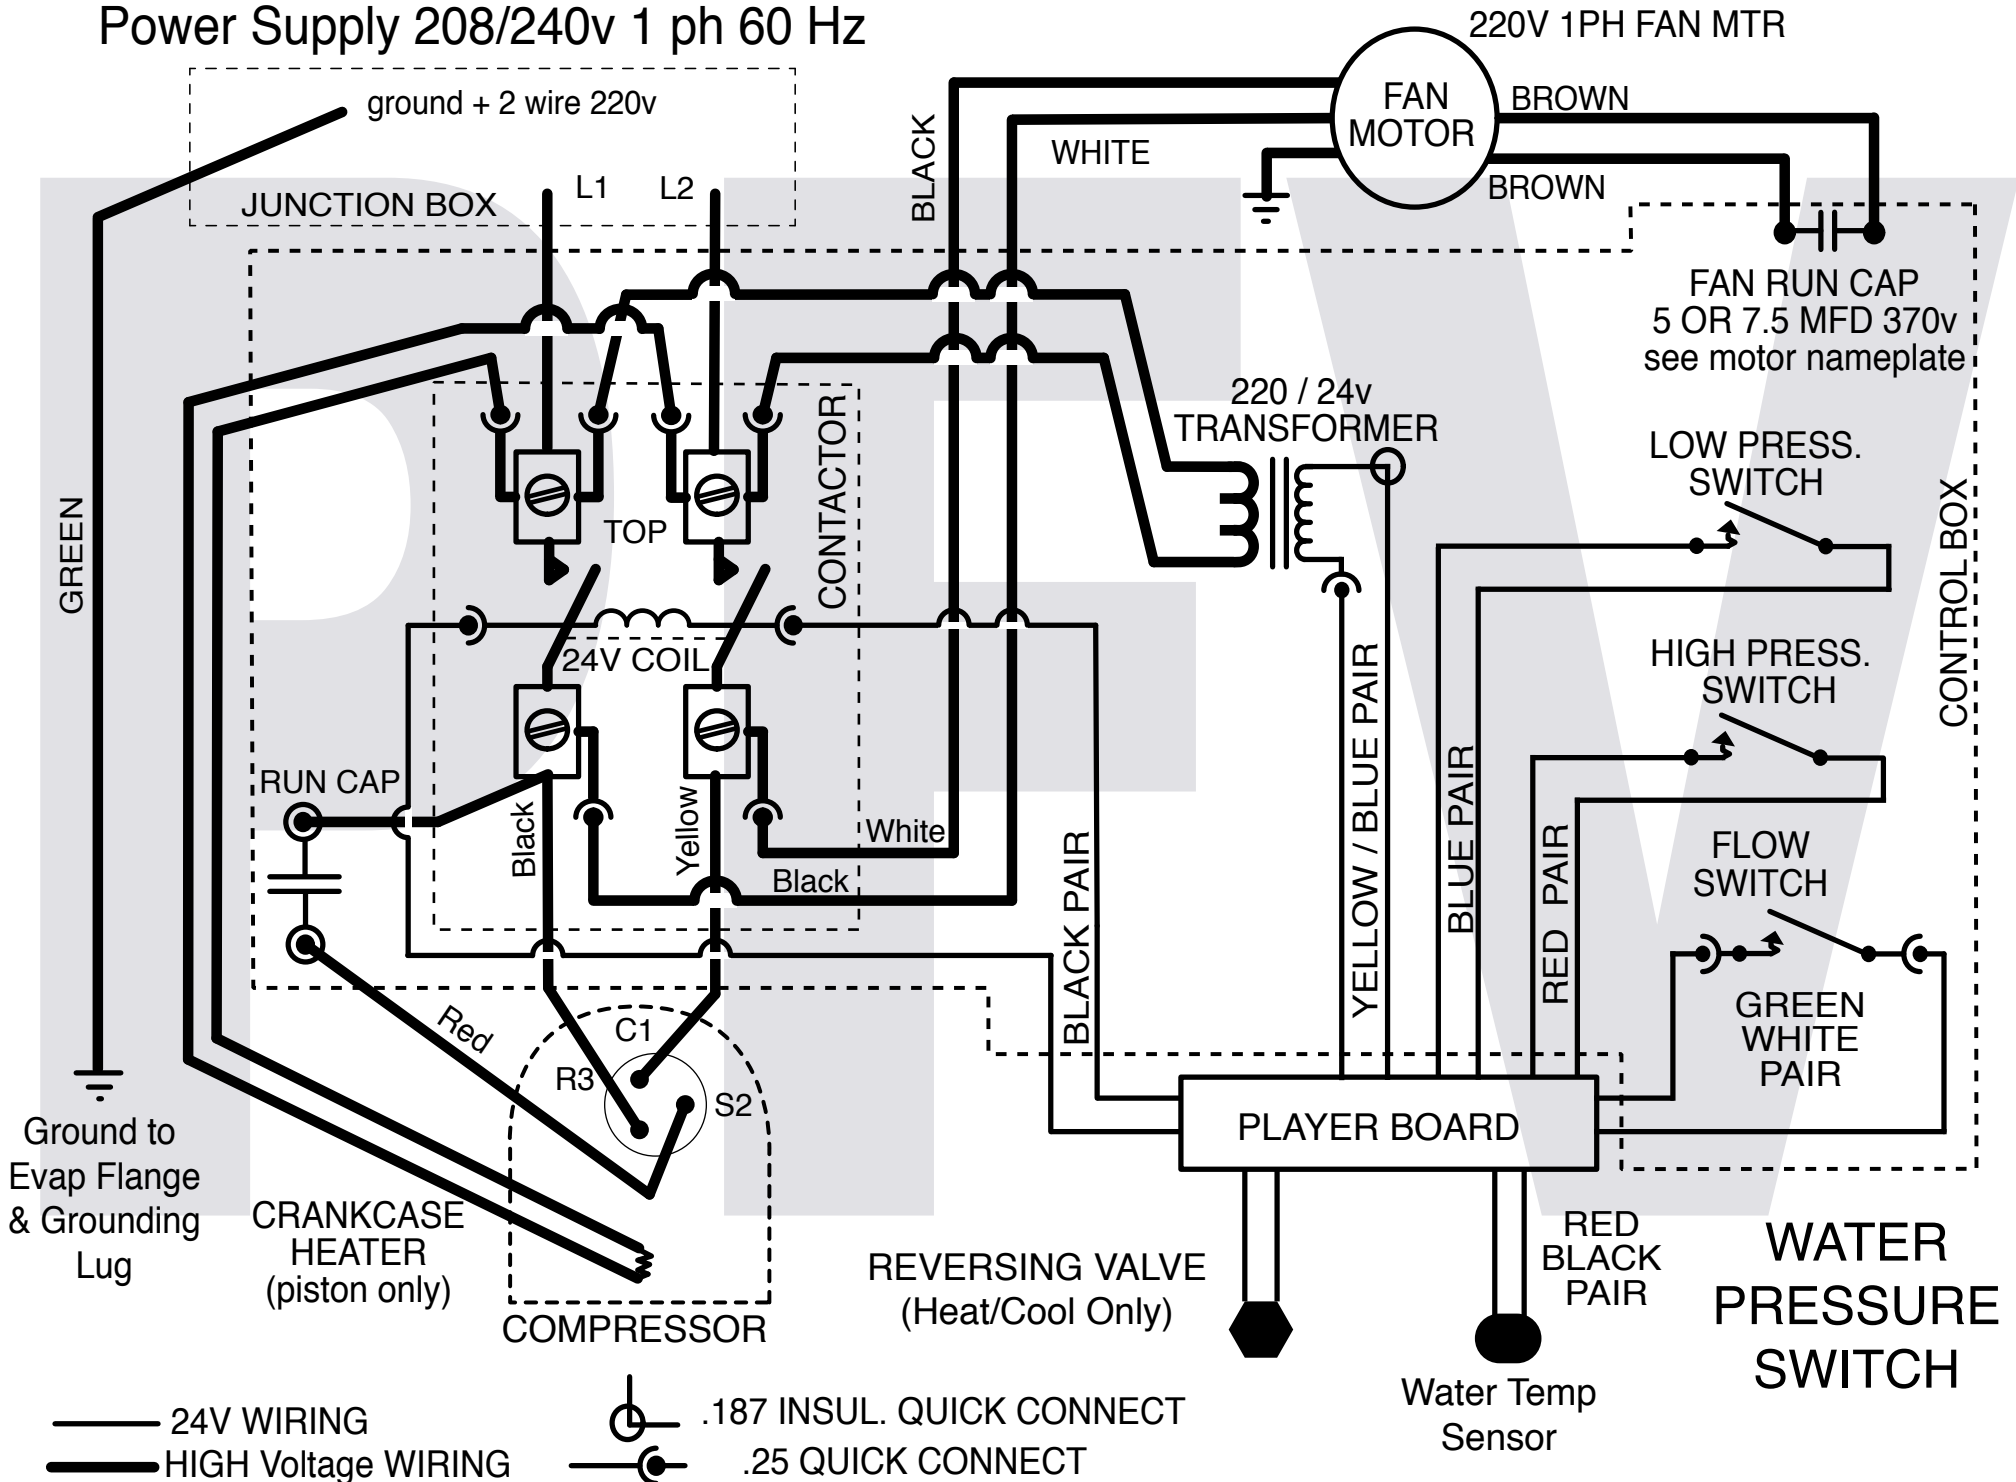 Power Supply 208/240v 1 ph 60 Hz
220V 1PH FAN MTR
ground + 2 wire 220v
FAN
MOTOR
BROWN
BLACK
WHITE
BROWN
L1
L2
JUNCTION BOX
FAN RUN CAP
5 OR 7.5 MFD 370v
see motor nameplate
220 / 24v
TRANSFORMER
CONTACTOR
LOW PRESS.
SWITCH
CONTROL BOX
GREEN
TOP
24V COIL
HIGH PRESS.
SWITCH
RUN CAP
Black
Yellow
White
Black
BLACK PAIR
YELLOW / BLUE PAIR
BLUE PAIR
RED PAIR
FLOW
SWITCH
GREEN
WHITE
PAIR
Red
C1
R3
S2
PLAYER BOARD
Ground to
Evap Flange
& Grounding
Lug
CRANKCASE
HEATER
(piston only)
COMPRESSOR
REVERSING VALVE
(Heat/Cool Only)
RED
BLACK
PAIR
WATER
PRESSURE
SWITCH
Water Temp
Sensor
24V WIRING
.187 INSUL. QUICK CONNECT
HIGH Voltage WIRING
.25 QUICK CONNECT